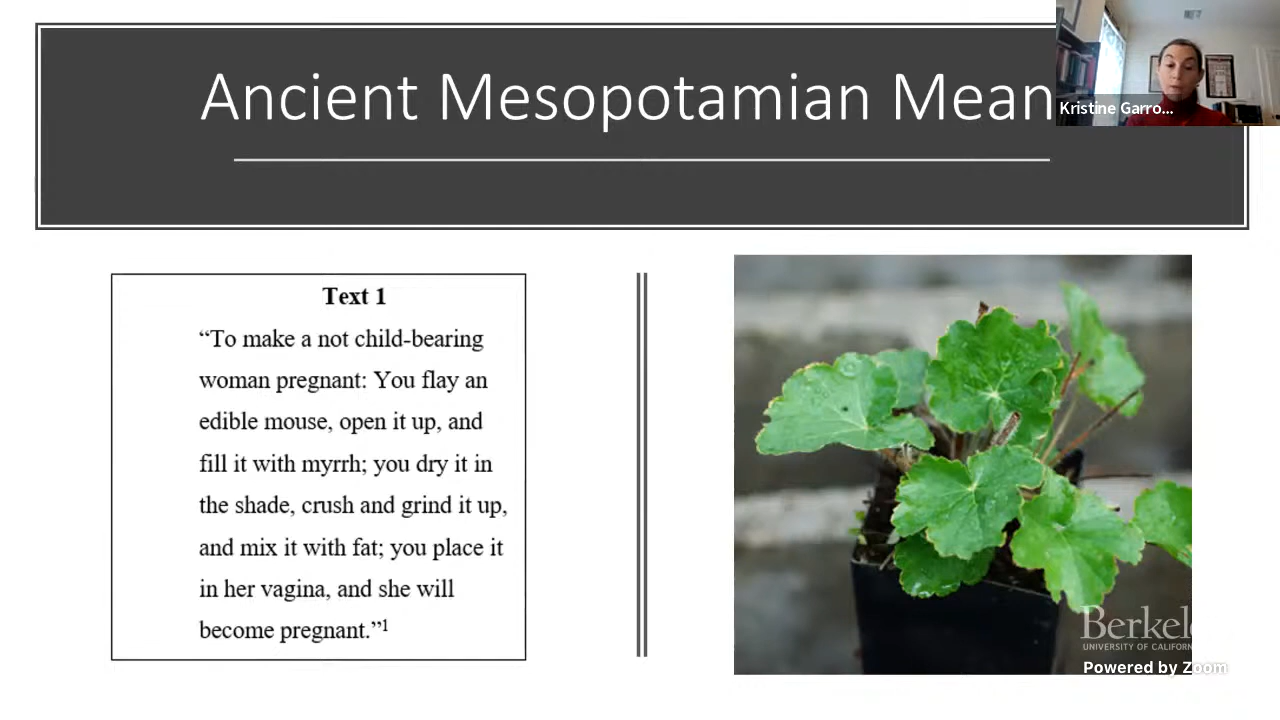 Ancient Mesopotamian Mean
Kristine Garro...
Text 1
“To make a not child-bearing
woman pregnant: You flay an
edible mouse, open it up, and
fill it with myrrh; you dry it in
the shade, crush and grind it up,
and mix it with fat; you place it
in her vagina, and she will
become pregnant.”1
Berkel
UNIVERSITY OF CALIFOR
Powered by Zoom